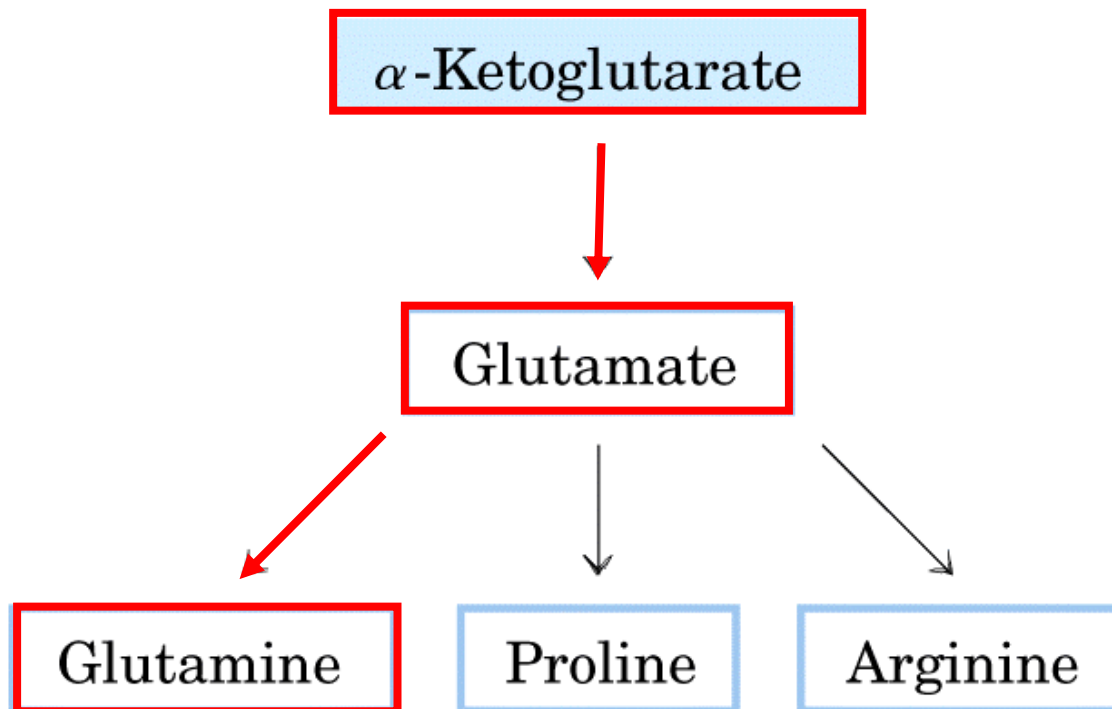 α-Ketoglutarate
Glutamate
Glutamine
Proline
Arginine